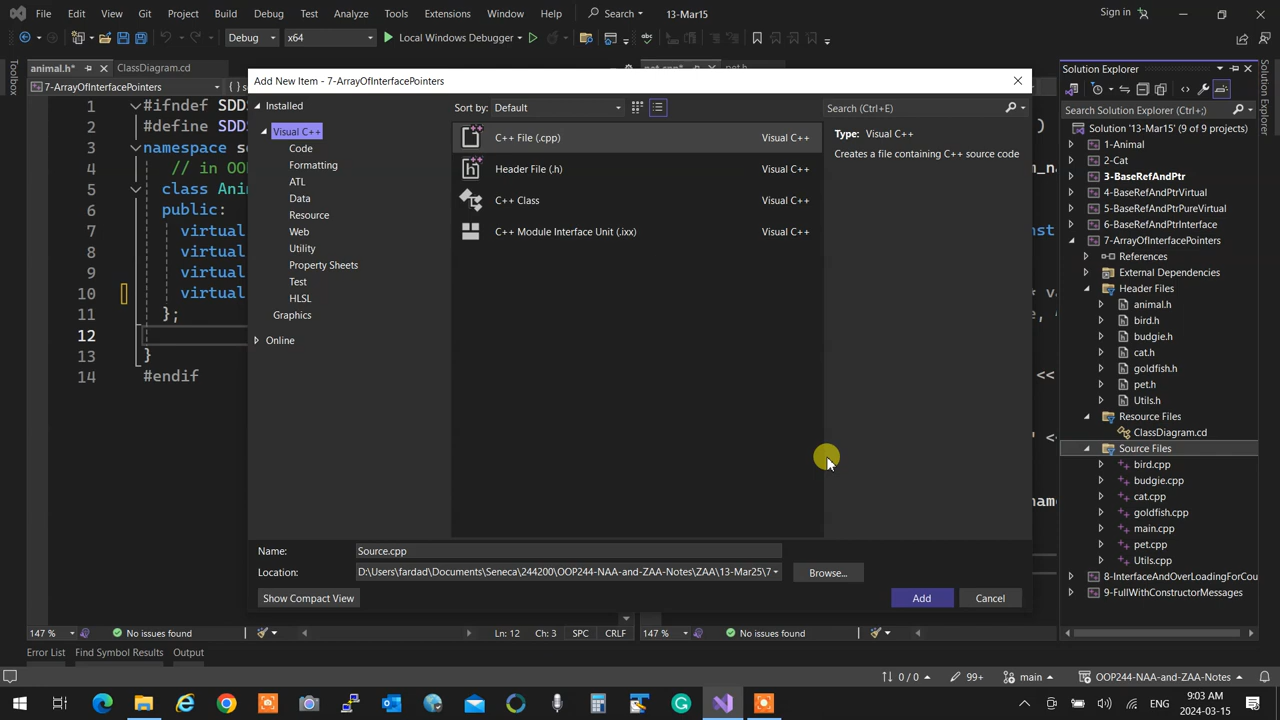 File Edit View Git Project Build Debug Test Analyze Tools Extensions Window Help Search 13-Mar15 Sign in
Debug x64 Local Windows Debugger
animal.h* ClassDiagram.cd
7-ArrayOfInterfacePointers
1 #ifndef
2 #define
3 namespace
4 // in OOP
5 class
6 public:
7 virtual
8 virtual
9 virtual
10 virtual
11 };
12
13 }
14 #endif
<<
Add New Item - 7-ArrayOfInterfacePointers
Installed
Visual C++
Code
Formatting
ATL
Data
Resource
Web
Utility
Property Sheets
Test
HLSL
Graphics
Online
Sort by: Default
Search (Ctrl+E)
C++ File (.cpp) Visual C++
Header File (.h) Visual C++
C++ Class Visual C++
C++ Module Interface Unit (.ixx) Visual C++
Type: Visual C++
Creates a file containing C++ source code
Name: Source.cpp
Location: D:\Users\fardad\Documents\Seneca\244200\OOP244-NAA-and-ZAA-Notes\ZAA\13-Mar25\7
Browse...
Show Compact View
Add Cancel
Solution Explorer
Search Solution Explorer (Ctrl+;)
Solution '13-Mar15' (9 of 9 projects)
1-Animal
2-Cat
3-BaseRefAndPtr
4-BaseRefAndPtrVirtual
5-BaseRefAndPtrPureVirtual
6-BaseRefAndPtrInterface
7-ArrayOfInterfacePointers
References
External Dependencies
Header Files
animal.h
bird.h
budgie.h
cat.h
goldfish.h
pet.h
Utils.h
Resource Files
ClassDiagram.cd
Source Files
bird.cpp
budgie.cpp
cat.cpp
goldfish.cpp
main.cpp
pet.cpp
Utils.cpp
8-InterfaceAndOverLoadingForCou
9-FullWithConstructorMessages
Toolbox
Solution Explorer
147 % No issues found Ln: 12 Ch: 3 SPC CRLF
147 % No issues found
Error List Find Symbol Results Output
0 / 0 99+ main OOP244-NAA-and-ZAA-Notes
ENG 9:03 AM
2024-03-15